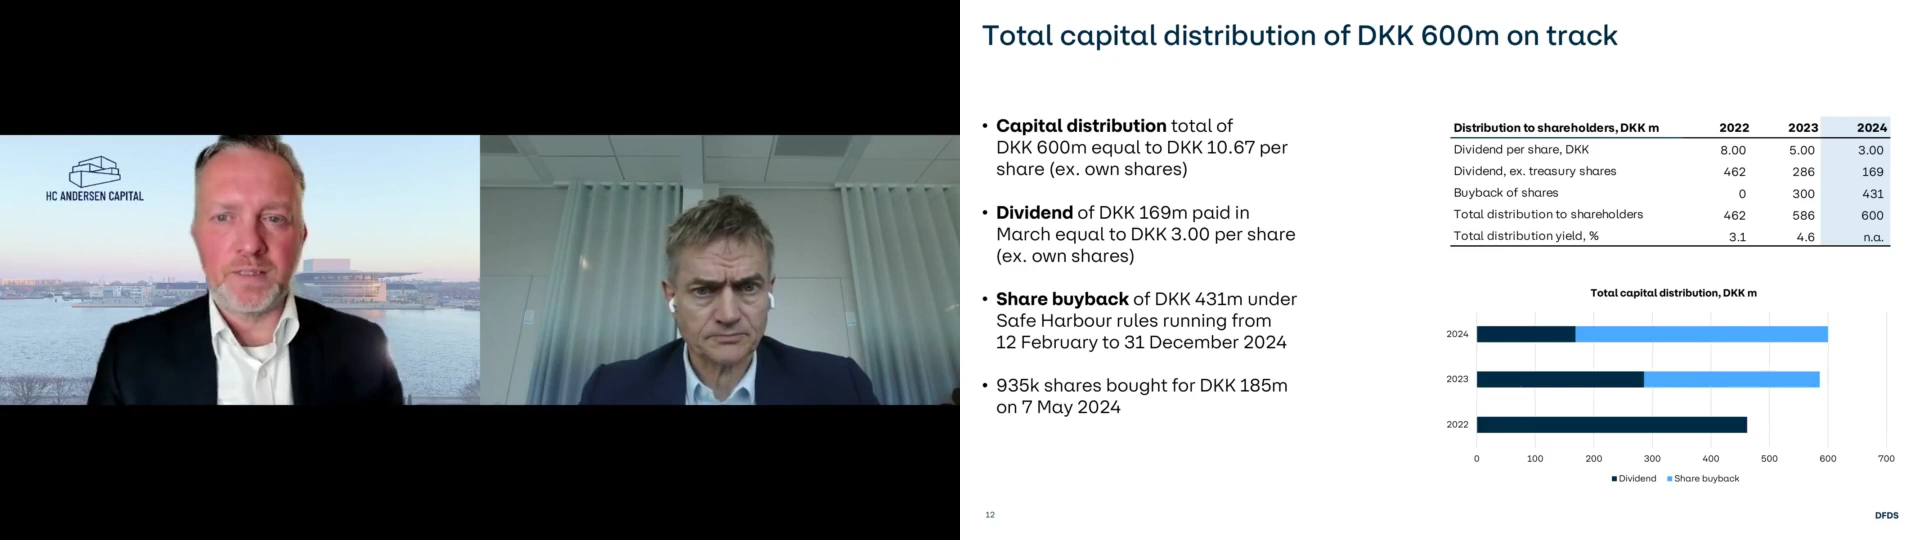 HC ANDERSEN CAPITAL
Total capital distribution of DKK 600m on track
• Capital distribution total of
DKK 600m equal to DKK 10.67 per
share (ex. own shares)
• Dividend of DKK 169m paid in
March equal to DKK 3.00 per share
(ex. own shares)
• Share buyback of DKK 431m under
Safe Harbour rules running from
12 February to 31 December 2024
• 935k shares bought for DKK 185m
on 7 May 2024
Distribution to shareholders, DKK m 2022 2023 2024
Dividend per share, DKK 8.00 5.00 3.00
Dividend, ex. treasury shares 462 286 169
Buyback of shares 0 300 431
Total distribution to shareholders 462 586 600
Total distribution yield, % 3.1 4.6 n.a.
Total capital distribution, DKK m
2024
2023
2022
0 100 200 300 400 500 600 700
Dividend Share buyback
12
DFDS